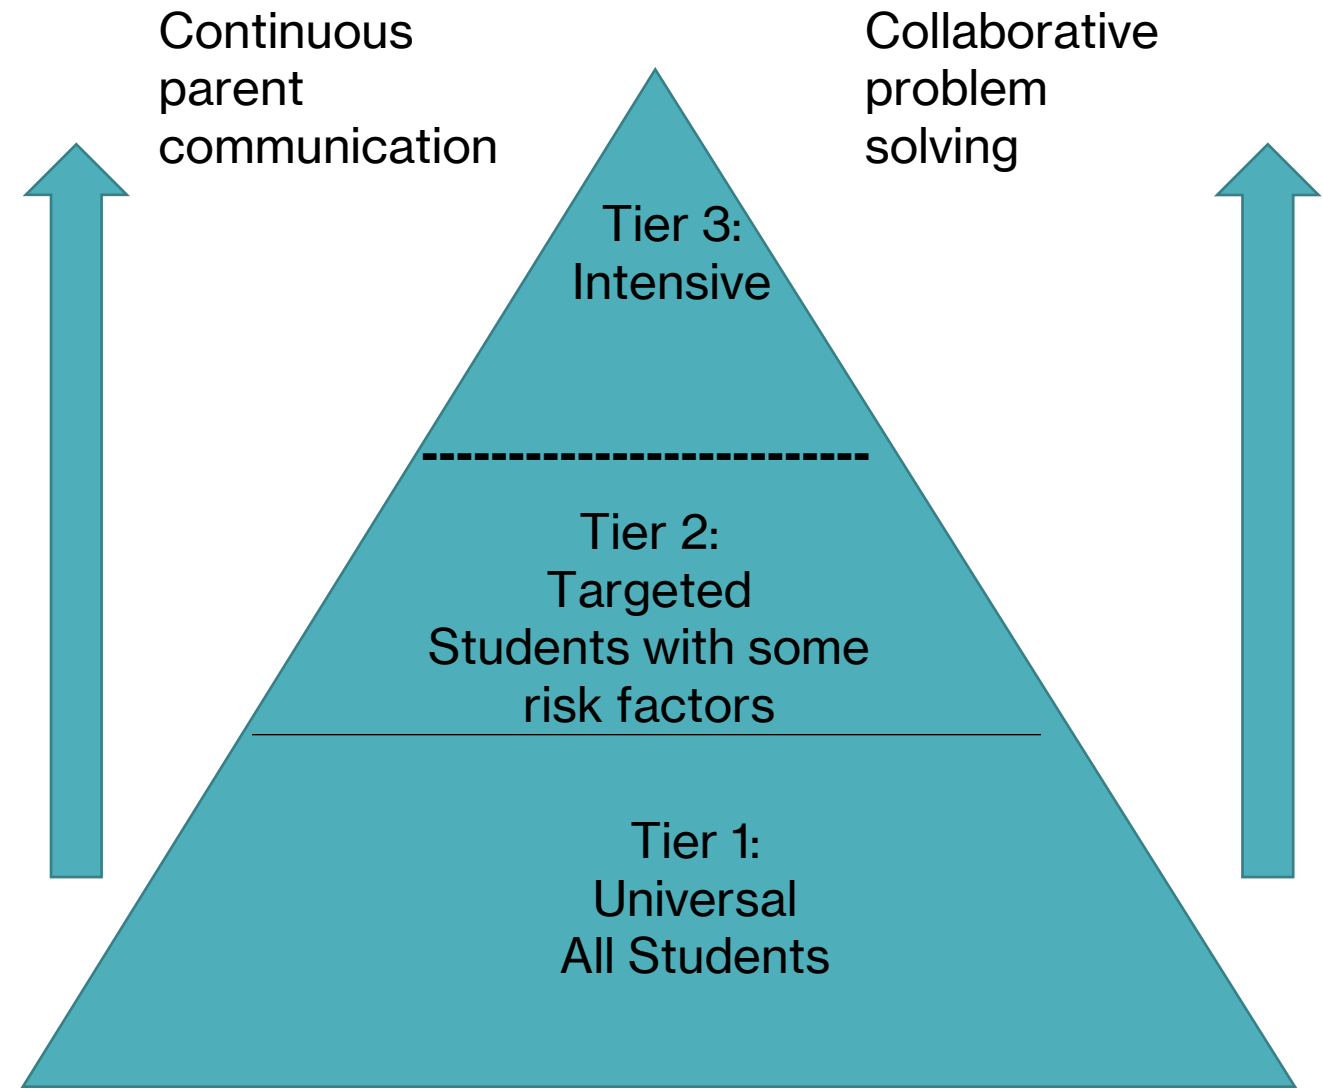 Continuous
parent
communication
Collaborative
problem
solving
Tier 3:
Intensive
Tier 2:
Targeted
Students with some
risk factors
Tier 1:
Universal
All Students